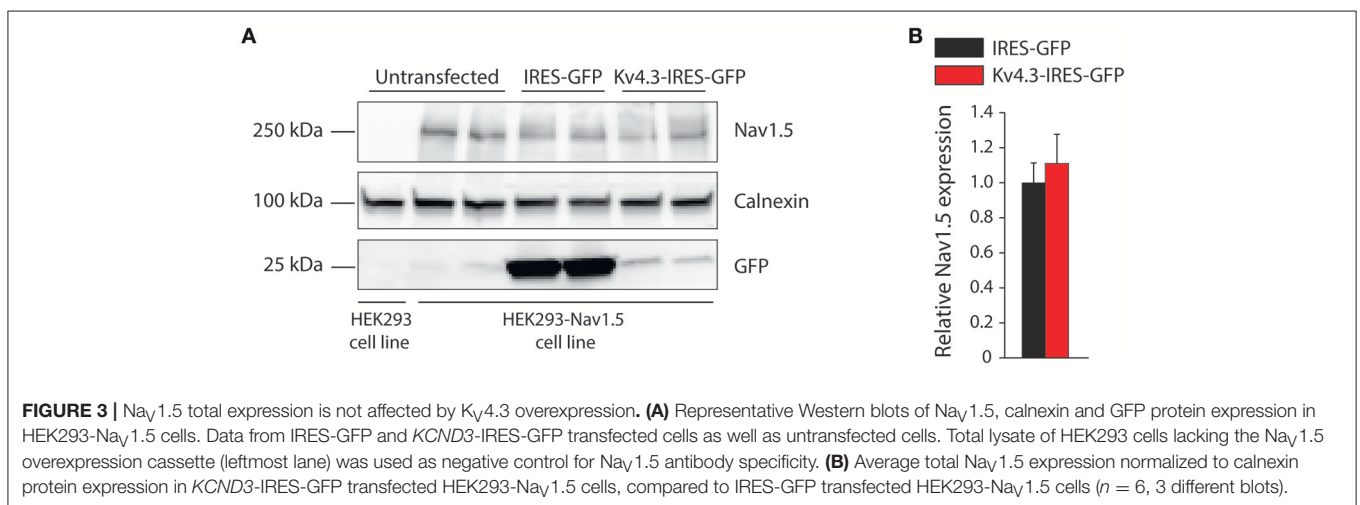 A
Untransfected IRES-GFP Kv4.3-IRES-GFP
250 kDa Nav1.5
100 kDa Calnexin
25 kDa GFP
HEK293 cell line
HEK293-Nav1.5 cell line
B
IRES-GFP
Kv4.3-IRES-GFP
Relative Nav1.5 expression
1.4
1.2
1.0
0.8
0.6
0.4
0.2
0
FIGURE 3 | NaV1.5 total expression is not affected by KV4.3 overexpression. (A) Representative Western blots of NaV1.5, calnexin and GFP protein expression in
HEK293-NaV1.5 cells. Data from IRES-GFP and KCND3-IRES-GFP transfected cells as well as untransfected cells. Total lysate of HEK293 cells lacking the NaV1.5
overexpression cassette (leftmost lane) was used as negative control for NaV1.5 antibody specificity. (B) Average total NaV1.5 expression normalized to calnexin
protein expression in KCND3-IRES-GFP transfected HEK293-NaV1.5 cells, compared to IRES-GFP transfected HEK293-NaV1.5 cells (n = 6, 3 different blots).